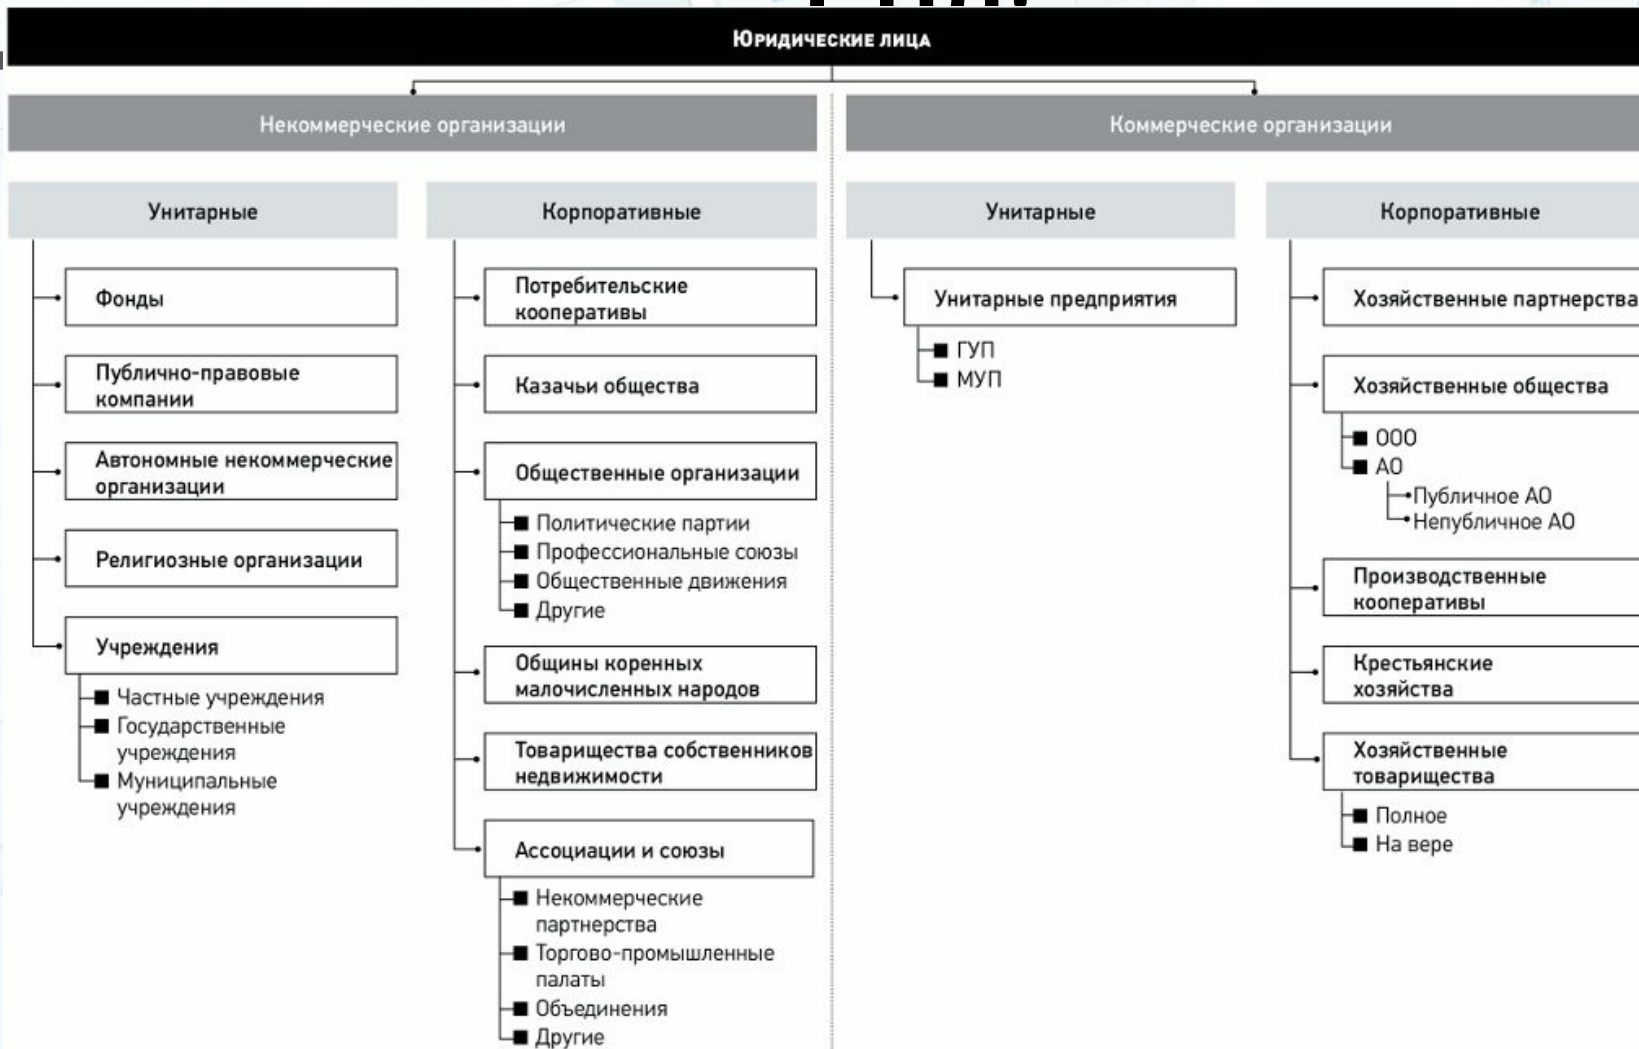 Юридические лица
Некоммерческие организации
Коммерческие организации
Унитарные
Корпоративные
Унитарные
Корпоративные
Фонды
Публично-правовые
компании
Автономные некоммерческие
организации
Религиозные организации
Учреждения
Частные учреждения
Государственные
учреждения
Муниципальные
учреждения
Потребительские
кооперативы
Казачьи общества
Общественные организации
Политические партии
Профессиональные союзы
Общественные движения
Другие
Общины коренных
малочисленных народов
Товарищества собственников
недвижимости
Ассоциации и союзы
Некоммерческие
партнерства
Торгово-промышленные
палаты
Объединения
Другие
Унитарные предприятия
ГУП
МУП
Хозяйственные партнерства
Хозяйственные общества
ООО
АО
Публичное АО
Непубличное АО
Производственные
кооперативы
Крестьянские
хозяйства
Хозяйственные
товарищества
Полное
На вере